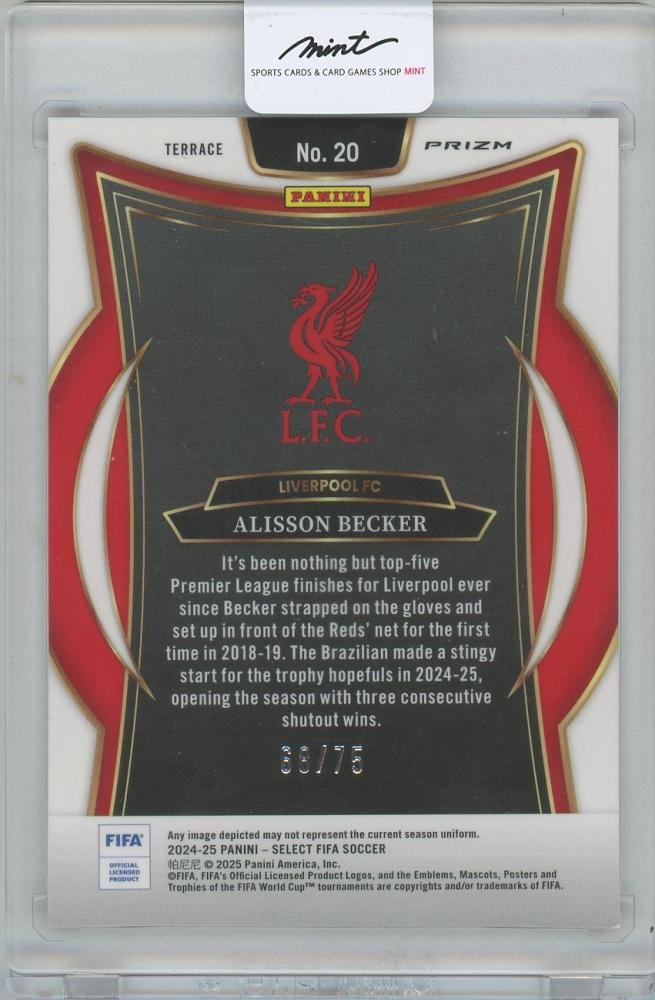 mint
SPORTS CARDS & CARD GAMES SHOP MINT
TERRACE
No. 20
PRIZM
PANINI
L.F.C.
LIVERPOOL FC
ALISSON BECKER
It's been nothing but top-five
Premier League finishes for Liverpool ever
since Becker strapped on the gloves and
set up in front of the Reds' net for the first
time in 2018-19. The Brazilian made a stingy
start for the trophy hopefuls in 2024-25,
opening the season with three consecutive
shutout wins.
68/75
FIFA®
OFFICIAL
LICENSED
PRODUCT
Any image depicted may not represent the current season uniform.
2024-25 PANINI – SELECT FIFA SOCCER
帕尼尼 © 2025 Panini America, Inc.
©FIFA, FIFA's Official Licensed Product Logos, and the Emblems, Mascots, Posters and
Trophies of the FIFA World Cup™ tournaments are copyrights and/or trademarks of FIFA.